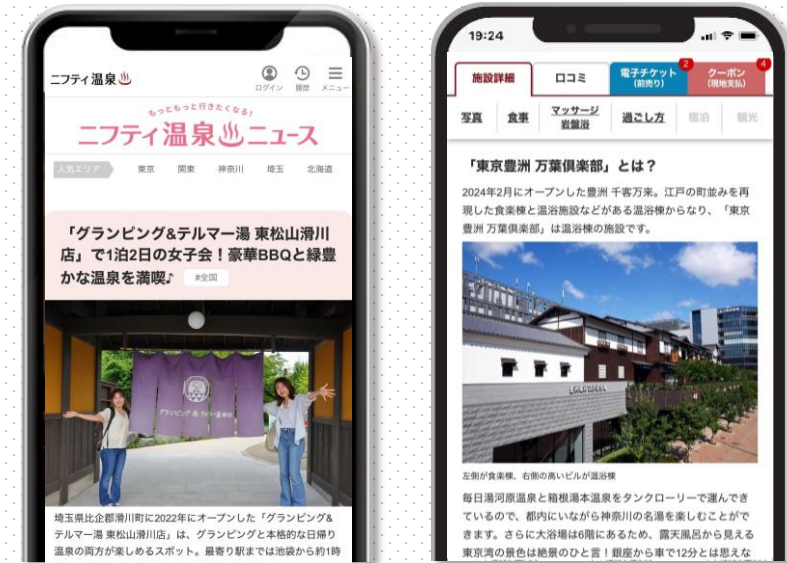 ニフティ温泉
ログイン 履歴 メニュー
もっともっと行きたくなる!
ニフティ温泉ニュース
人気エリア 東京 関東 神奈川 埼玉 北海道
「グランピング&テルマー湯 東松山滑川
店」で1泊2日の女子会！豪華BBQと緑豊
かな温泉を満喫♪ #全国
グランピング&テルマー湯
埼玉県比企郡滑川町に2022年にオープンした「グランピング&
テルマー湯 東松山滑川店」は、グランピングと本格的な日帰り
温泉の両方が楽しめるスポット。最寄り駅までは池袋から約1時
19:24
施設詳細 口コミ 電子チケット 2 クーポン 4
(前売り) (現地支払)
写真 食事 マッサージ 過ごし方 宿泊 観光
岩盤浴
「東京豊洲 万葉倶楽部」とは？
2024年2月にオープンした豊洲 千客万来。江戸の町並みを再
現した食楽棟と温浴施設などがある温浴棟からなり、「東京
豊洲 万葉倶楽部」は温浴棟の施設です。
左側が食楽棟、右側の高いビルが温浴棟
毎日湯河原温泉と箱根湯本温泉をタンクローリーで運んでき
ているので、都内にいながら神奈川の名湯を楽しむことがで
きます。さらに大浴場は6階にあるため、露天風呂から見える
東京湾の景色は絶景のひと言！銀座から車で12分とは思えな